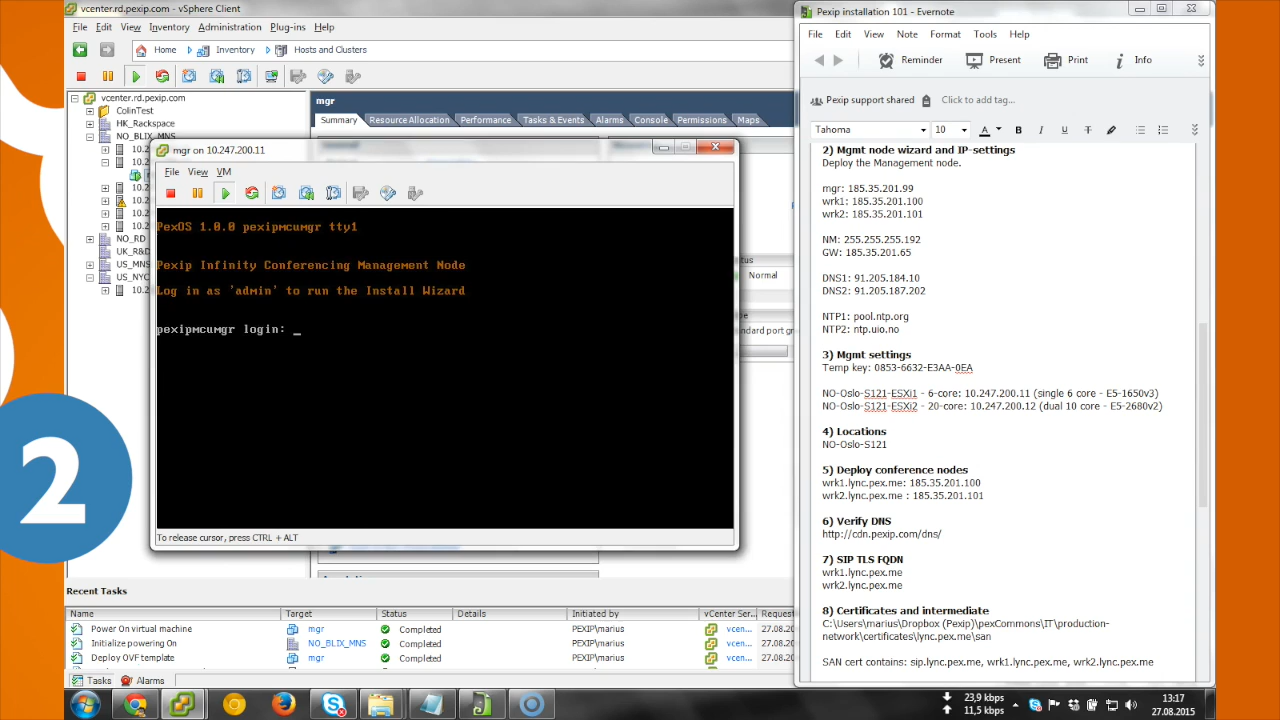 vcenter.rd.pexip.com - vSphere Client
File Edit View Inventory Administration Plug-ins Help
Home Inventory Hosts and Clusters
vcenter.rd.pexip.com
ColinTest
HK_Rackspace
NO_BLIX_MNS
NO_RD
UK_R&D
US_MNS
US_NYC
mgr
Summary Resource Allocation Performance Tasks & Events Alarms Console Permissions Maps
General
Normal
mgr on 10.247.200.11
File View VM
PexOS 1.0.0 pexipmcumgr tty1
Pexip Infinity Conferencing Management Node
Log in as 'admin' to run the Install Wizard
pexipmcumgr login: _
To release cursor, press CTRL + ALT
Recent Tasks
Name Target Status Details Initiated by vCenter Ser... Request
Power On virtual machine mgr Completed PEXIP\marius vcen... 27.08.20
Initialize powering On NO_BLIX_MNS Completed PEXIP\marius vcen... 27.08.20
Deploy OVF template mgr Completed PEXIP\marius vcen... 27.08.20
Tasks Alarms
2
Pexip installation 101 - Evernote
File Edit View Note Format Tools Help
Reminder Present Print Info
Pexip support shared Click to add tag...
Tahoma 10 A B I U T
2) Mgmt node wizard and IP-settings
Deploy the Management node.
mgr: 185.35.201.99
wrk1: 185.35.201.100
wrk2: 185.35.201.101
NM: 255.255.255.192
GW: 185.35.201.65
DNS1: 91.205.184.10
DNS2: 91.205.187.202
NTP1: pool.ntp.org
NTP2: ntp.uio.no
3) Mgmt settings
Temp key: 0853-6632-E3AA-0EA
NO-Oslo-S121-ESXi1 - 6-core: 10.247.200.11 (single 6 core - E5-1650v3)
NO-Oslo-S121-ESXi2 - 20-core: 10.247.200.12 (dual 10 core - E5-2680v2)
4) Locations
NO-Oslo-S121
5) Deploy conference nodes
wrk1.lync.pex.me: 185.35.201.100
wrk2.lync.pex.me : 185.35.201.101
6) Verify DNS
http://cdn.pexip.com/dns/
7) SIP TLS FQDN
wrk1.lync.pex.me
wrk2.lync.pex.me
8) Certificates and intermediate
C:\Users\marius\Dropbox (Pexip)\pexCommons\IT\production-
network\certificates\lync.pex.me\san
SAN cert contains: sip.lync.pex.me, wrk1.lync.pex.me, wrk2.lync.pex.me
23,9 kbps
11,5 kbps
13:17
27.08.2015